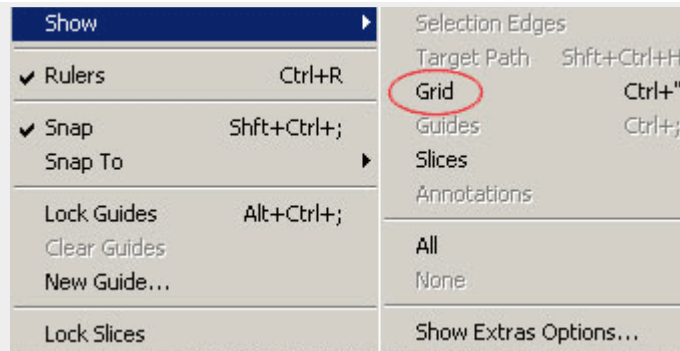 Show
Rulers Ctrl+R
Snap Shft+Ctrl+;
Snap To
Lock Guides Alt+Ctrl+;
Clear Guides
New Guide...
Lock Slices
Selection Edges
Target Path Shft+Ctrl+H
Grid Ctrl+"
Guides Ctrl+;
Slices
Annotations
All
None
Show Extras Options...